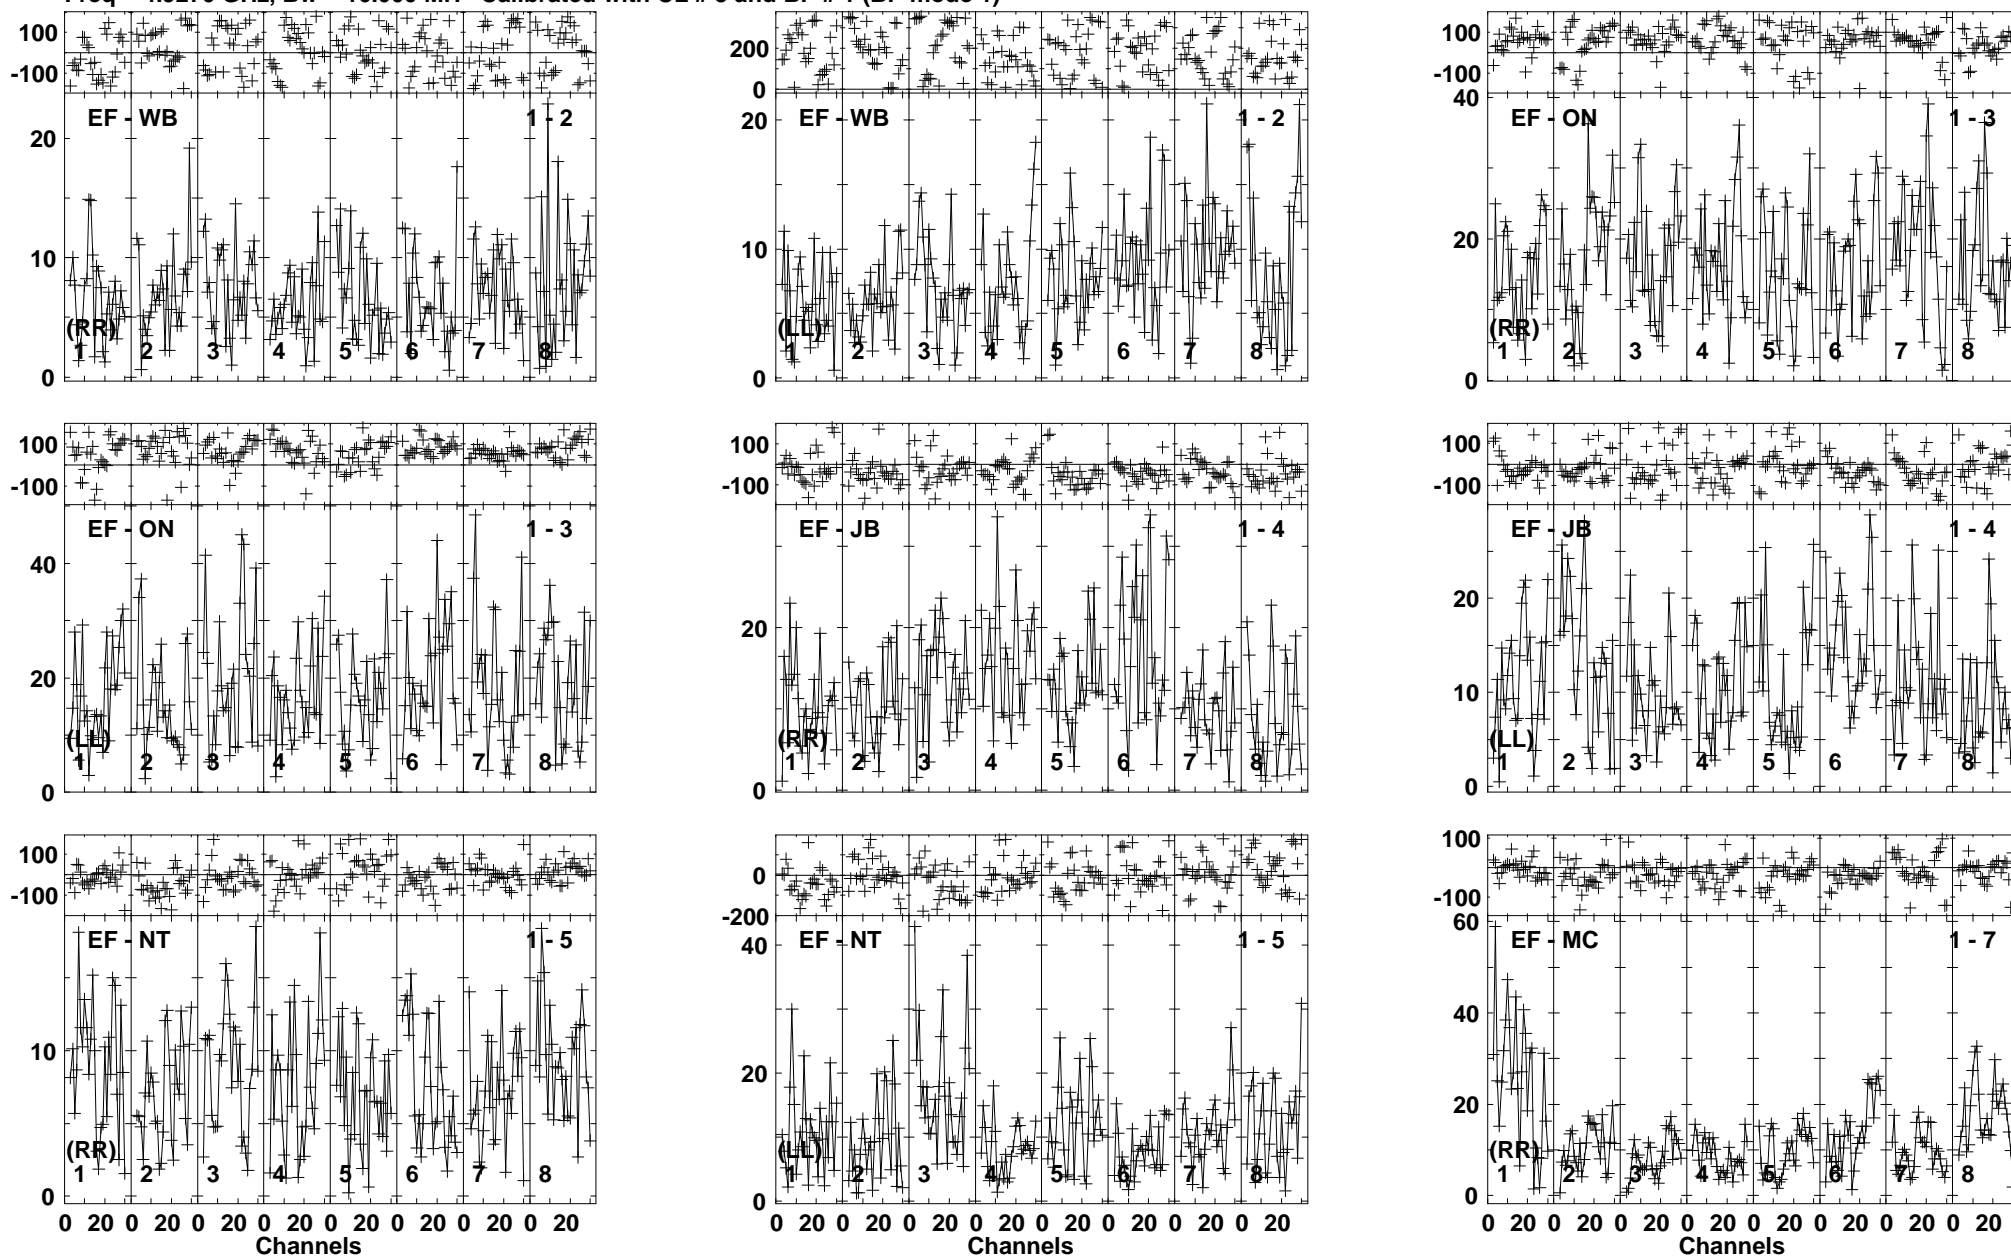 100 -100 200 0 100 -100
EF - WB 1 - 2 EF - WB 1 - 2 EF - ON 1 - 3
20 10 0 20 10 0 40 20 0
(RR) (LL) (RR)
1 2 3 4 5 6 7 8 1 2 3 4 5 6 7 8 1 2 3 4 5 6 7 8
100 -100 100 -100 100 -100
EF - ON 1 - 3 EF - JB 1 - 4 EF - JB 1 - 4
40 20 0 20 0 20 10 0
(LL) (RR) (LL)
1 2 3 4 5 6 7 8 1 2 3 4 5 6 7 8 1 2 3 4 5 6 7 8
100 -100 0 -200 100 -100
EF - NT 1 - 5 EF - NT 1 - 5 EF - MC 1 - 7
10 0 40 20 0 60 40 20 0
(RR) (LL) (RR)
1 2 3 4 5 6 7 8 1 2 3 4 5 6 7 8 1 2 3 4 5 6 7 8
0 20 0 20 0 20 0 20 0 20 0 20 0 20 0 20 0 20 0 20 0 20 0 20 0 20 0 20 0 20 0 20 0 20 0 20 0 20 0 20 0 20 0 20 0 20 0 20
Channels Channels Channels